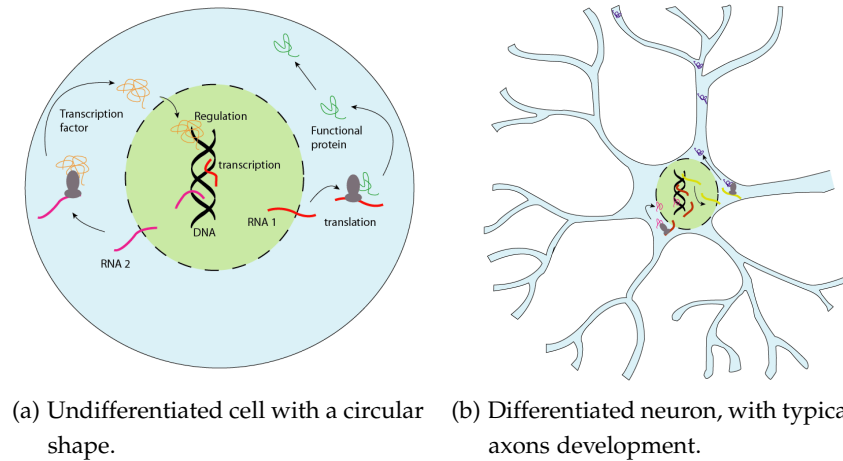 Transcription
factor
Regulation
Functional
protein
transcription
DNA
RNA 1
translation
RNA 2
(a) Undifferentiated cell with a circular
shape.
(b) Differentiated neuron, with typica
axons development.